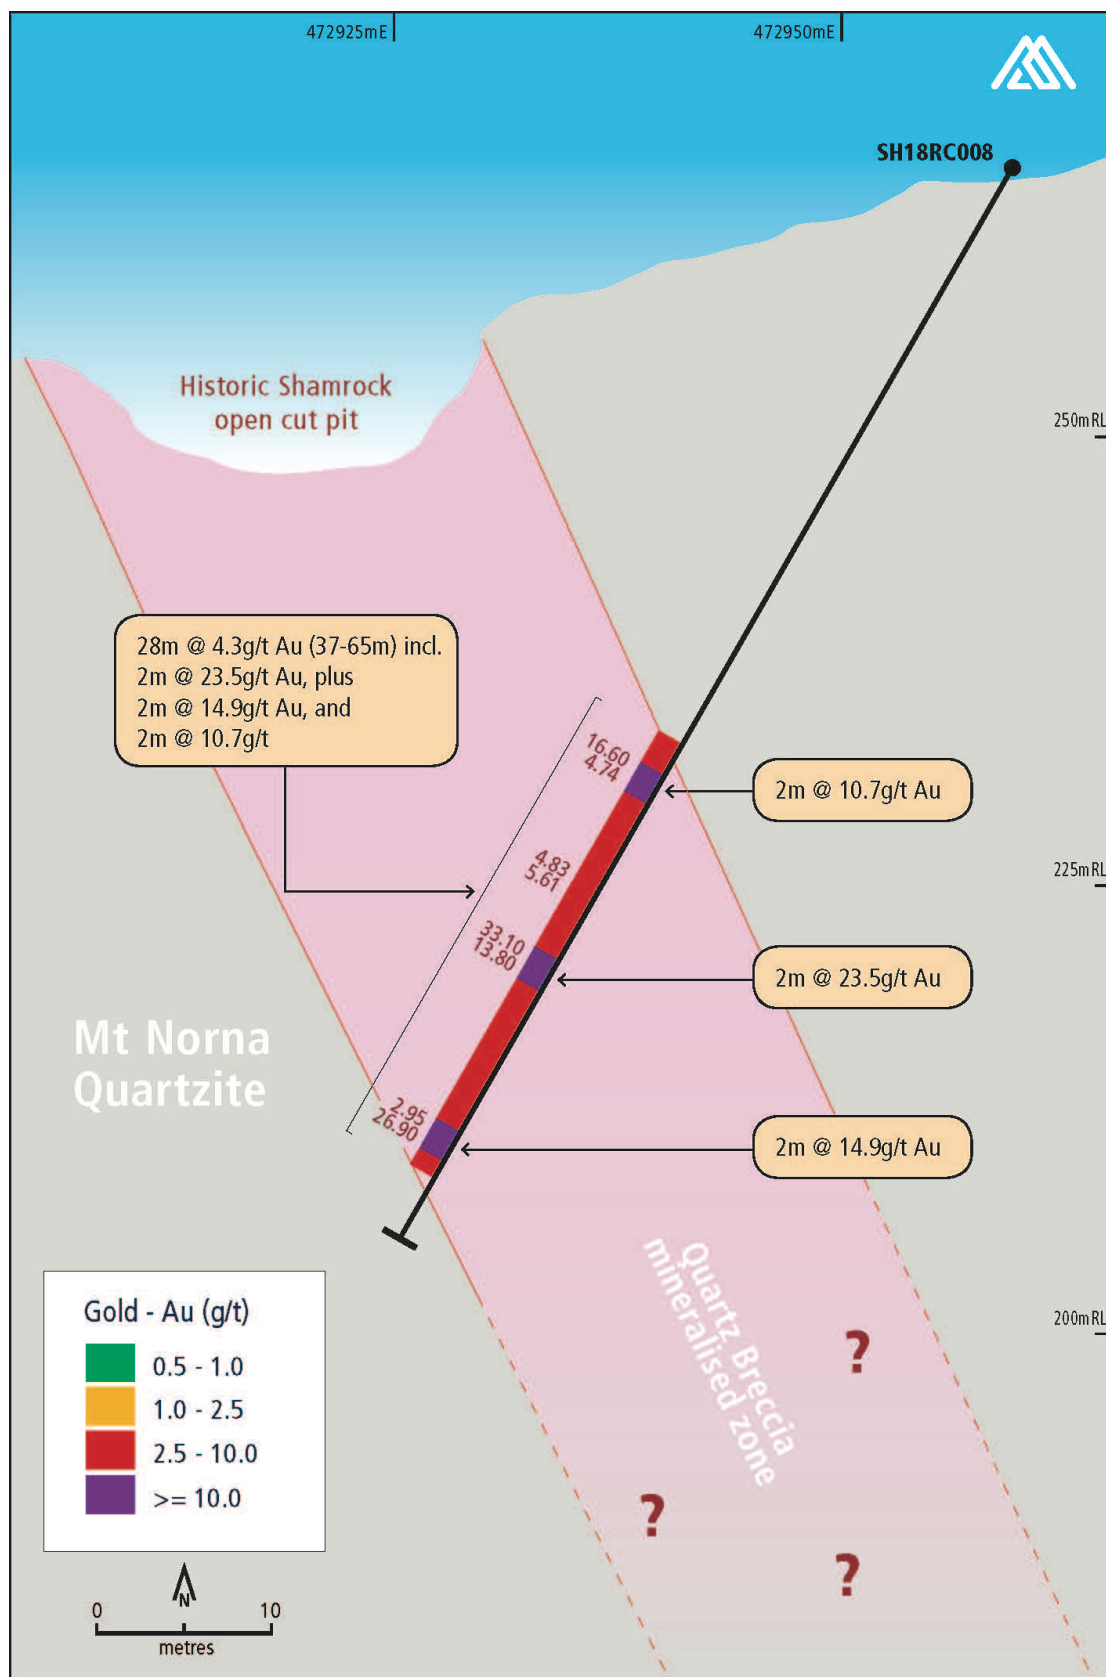 472925mE
472950mE
SH18RC008
Historic Shamrock
open cut pit
250mRL
28m @ 4.3g/t Au (37-65m) incl.
2m @ 23.5g/t Au, plus
2m @ 14.9g/t Au, and
2m @ 10.7g/t
16.60
4.74
2m @ 10.7g/t Au
4.83
5.61
225mRL
33.10
13.80
2m @ 23.5g/t Au
Mt Norna
Quartzite
2.95
26.90
2m @ 14.9g/t Au
Quartz Breccia
mineralised zone
200mRL
?
?
?
Gold - Au (g/t)
0.5 - 1.0
1.0 - 2.5
2.5 - 10.0
>= 10.0
N
0 10
metres